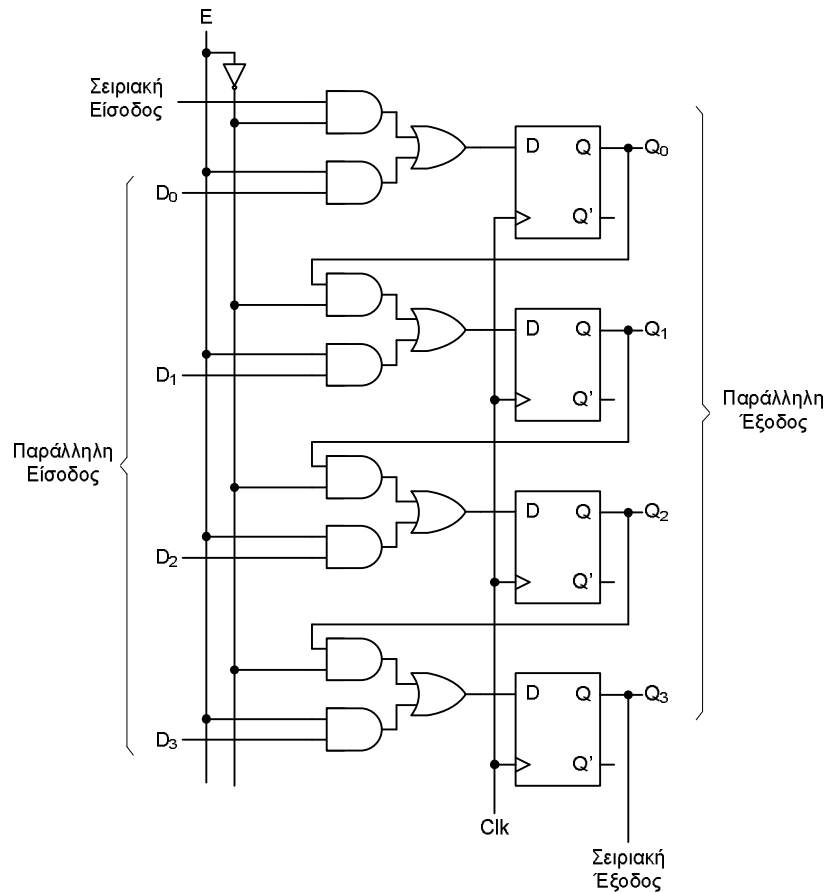 E
Σειριακή
Είσοδος
D Q Q0
D0
Q'
D Q Q1
D1
Q'
Παράλληλη
Έξοδος
Παράλληλη
Είσοδος
D Q Q2
D2
Q'
D Q Q3
D3
Q'
Clk
Σειριακή
Έξοδος